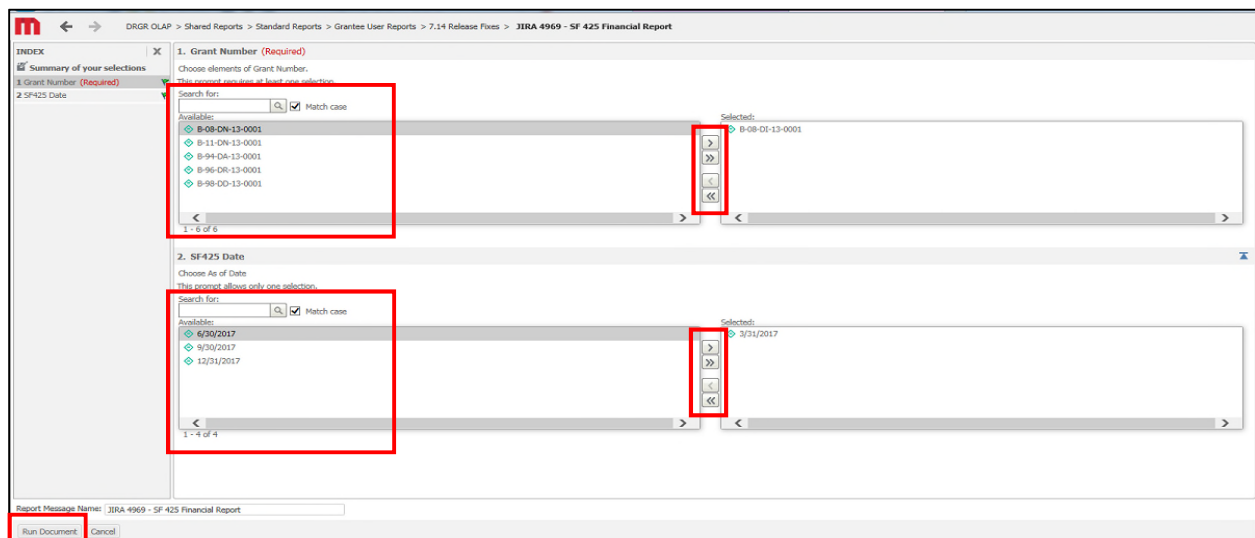 DRGR OLAP > Shared Reports > Standard Reports > Grantee User Reports > 7.14 Release Fixes > JIRA 4969 - SF 425 Financial Report
INDEX
Summary of your selections
1 Grant Number (Required)
2 SF425 Date
1. Grant Number (Required)
Choose elements of Grant Number.
This prompt requires at least one selection.
Search for:
Match case
Available:
B-08-DN-13-0001
B-11-DN-13-0001
B-94-DA-13-0001
B-96-DR-13-0001
B-98-DD-13-0001
1 - 6 of 6
Selected:
B-08-DI-13-0001
2. SF425 Date
Choose As of Date
This prompt allows only one selection.
Search for:
Match case
Available:
6/30/2017
9/30/2017
12/31/2017
1 - 4 of 4
Selected:
3/31/2017
Report Message Name: JIRA 4969 - SF 425 Financial Report
Run Document Cancel